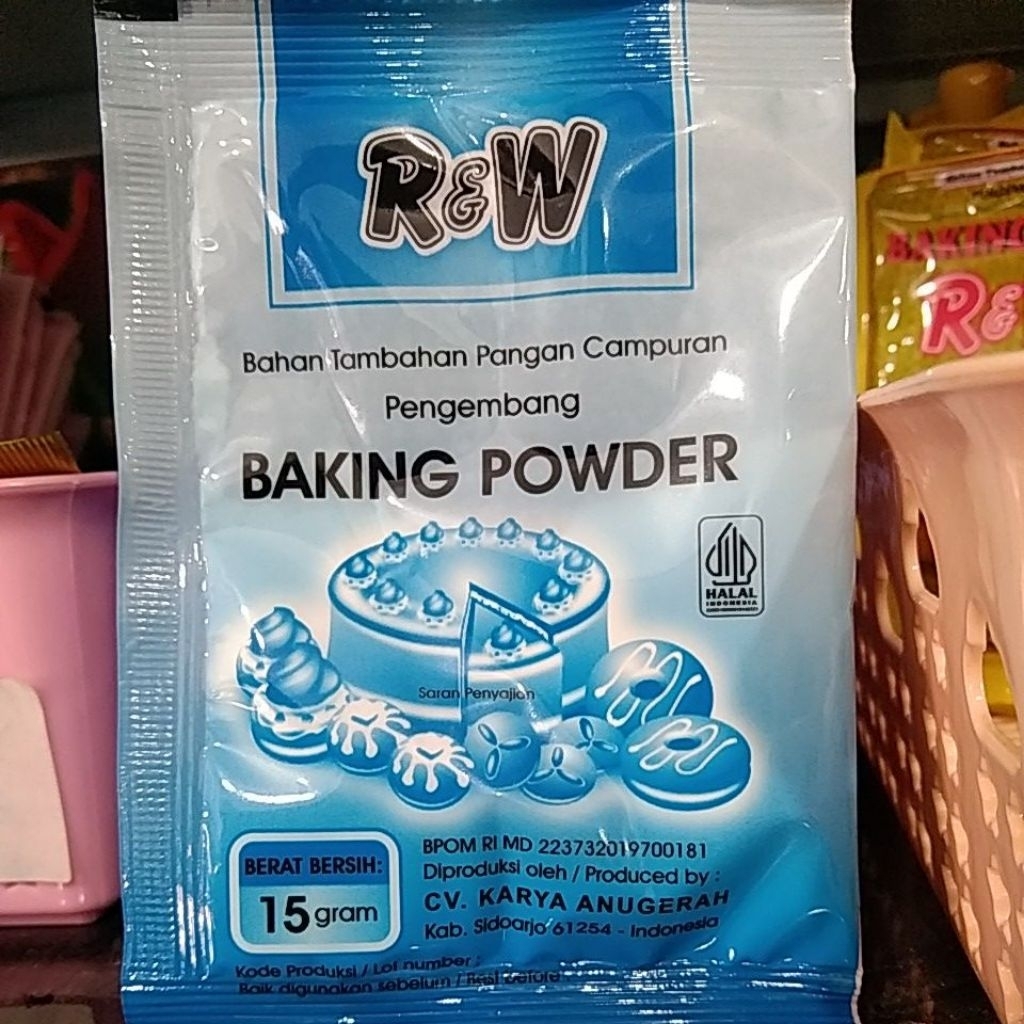 R&W
Bahan Tambahan Pangan Campuran
Pengembang
BAKING POWDER
HALAL
INDONESIA
Saran Penyajian
BERAT BERSIH:
15 gram
BPOM RI MD 223732019700181
Diproduksi oleh / Produced by :
CV. KARYA ANUGERAH
Kab. Sidoarjo 61254 - Indonesia
Kode Produksi / Lot number :
Baik digunakan sebelum / Best before
BAKING
R&